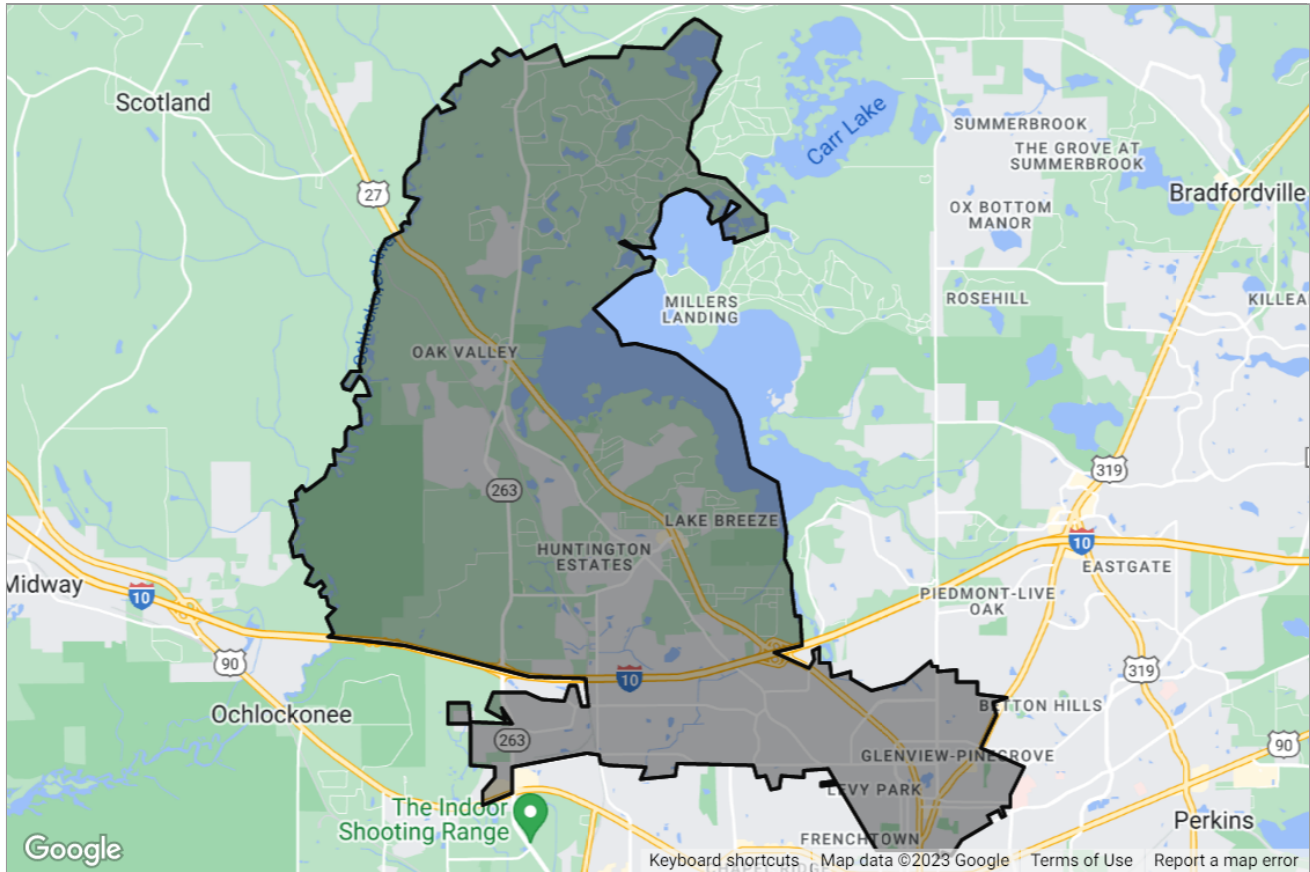 Scotland
Carr Lake
SUMMERBROOK
THE GROVE AT
SUMMERBROOK
Bradfordville
27
OX BOTTOM
MANOR
Ochlockonee River
MILLERS
LANDING
ROSEHILL
KILLEA
OAK VALLEY
319
263
LAKE BREEZE
HUNTINGTON
ESTATES
10
EASTGATE
Midway
10
PIEDMONT-LIVE
OAK
90
10
319
Ochlockonee
BETTON HILLS
263
90
GLENVIEW-PINEGROVE
LEVY PARK
The Indoor
Shooting Range
Perkins
FRENCHTOWN
Google
Keyboard shortcuts
Map data ©2023 Google
Terms of Use
Report a map error